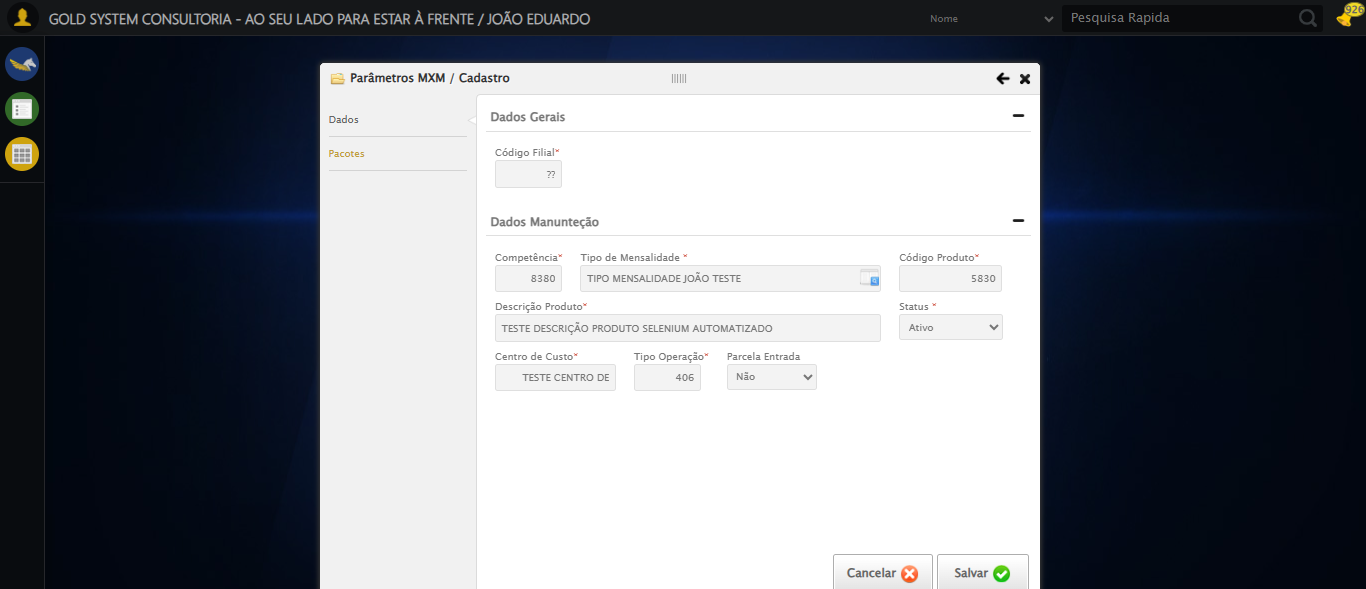 GOLD SYSTEM CONSULTORIA - AO SEU LADO PARA ESTAR À FRENTE / JOÃO EDUARDO
Nome
Pesquisa Rapida
926
Parâmetros MXM / Cadastro
Dados
Pacotes
Dados Gerais
Código Filial*
??
Dados Manunteção
Competência* Tipo de Mensalidade * Código Produto*
8380 TIPO MENSALIDADE JOÃO TESTE 5830
Descrição Produto* Status *
TESTE DESCRIÇÃO PRODUTO SELENIUM AUTOMATIZADO Ativo
Centro de Custo* Tipo Operação* Parcela Entrada
TESTE CENTRO DE 406 Não
Cancelar Salvar